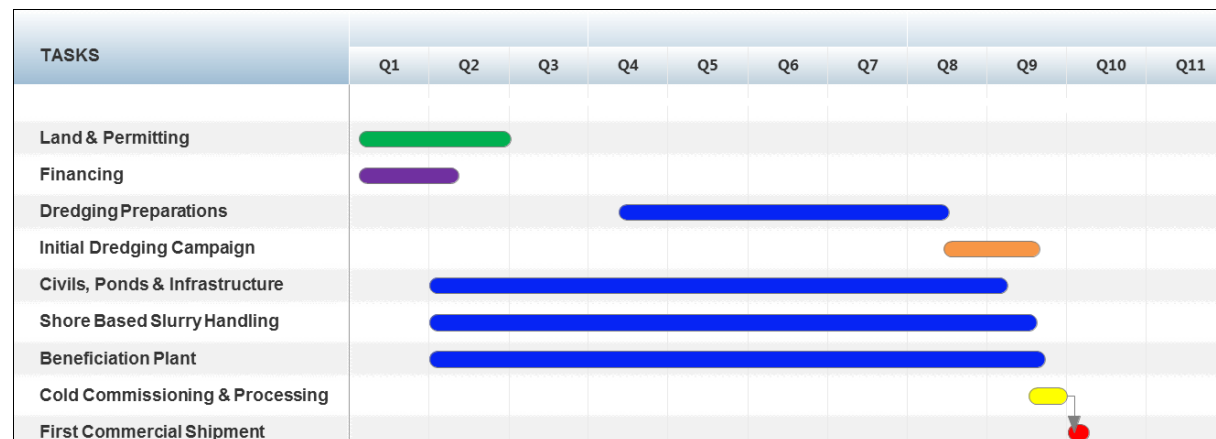 TASKS
Q1 Q2 Q3 Q4 Q5 Q6 Q7 Q8 Q9 Q10 Q11
Land & Permitting
Financing
Dredging Preparations
Initial Dredging Campaign
Civils, Ponds & Infrastructure
Shore Based Slurry Handling
Beneficiation Plant
Cold Commissioning & Processing
First Commercial Shipment